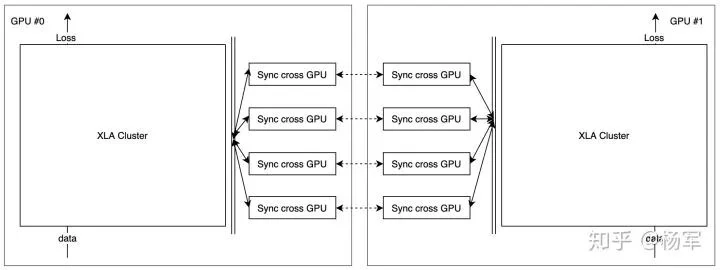 GPU #0
Loss
XLA Cluster
data
Sync cross GPU
Sync cross GPU
Sync cross GPU
Sync cross GPU
Sync cross GPU
Sync cross GPU
Sync cross GPU
Sync cross GPU
GPU #1
Loss
XLA Cluster
data
知乎 @杨军